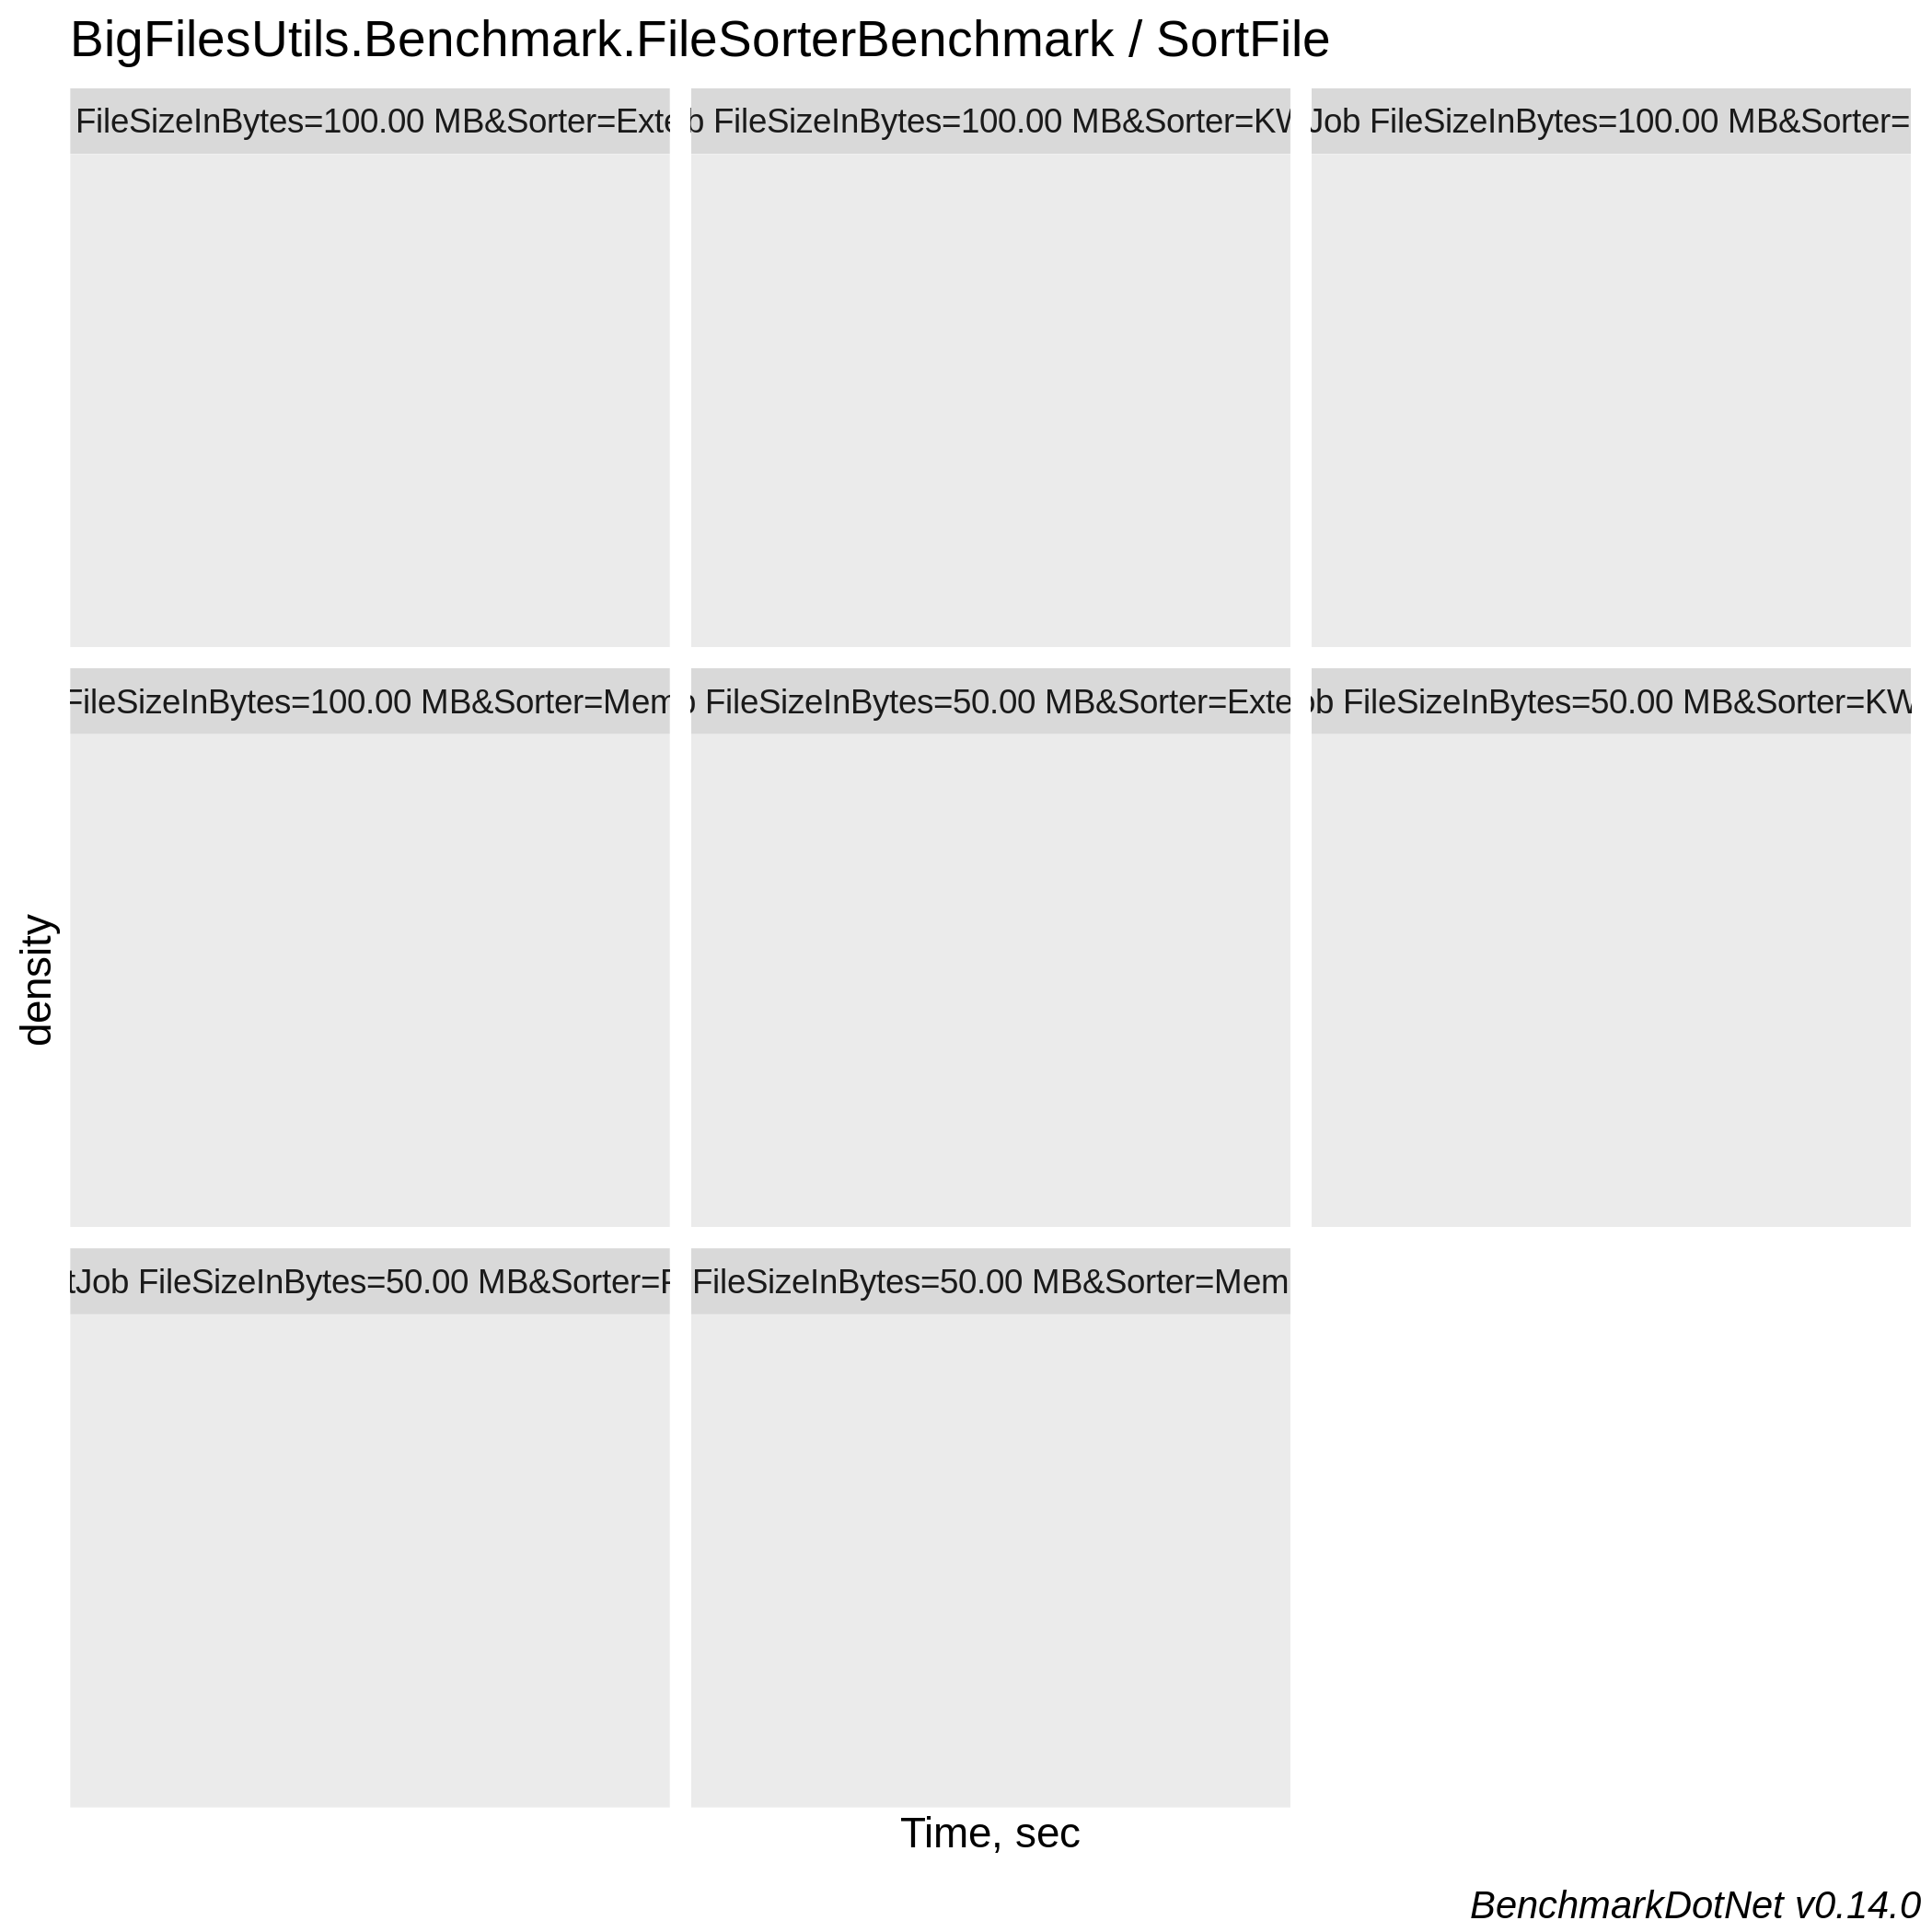 BigFilesUtils.Benchmark.FileSorterBenchmark / SortFile
FileSizeInBytes=100.00 MB&Sorter=Exte
b FileSizeInBytes=100.00 MB&Sorter=KW
Job FileSizeInBytes=100.00 MB&Sorter=
FileSizeInBytes=100.00 MB&Sorter=Mem
FileSizeInBytes=50.00 MB&Sorter=Exte
ob FileSizeInBytes=50.00 MB&Sorter=KW
tJob FileSizeInBytes=50.00 MB&Sorter=
FileSizeInBytes=50.00 MB&Sorter=Mem
density
Time, sec
BenchmarkDotNet v0.14.0